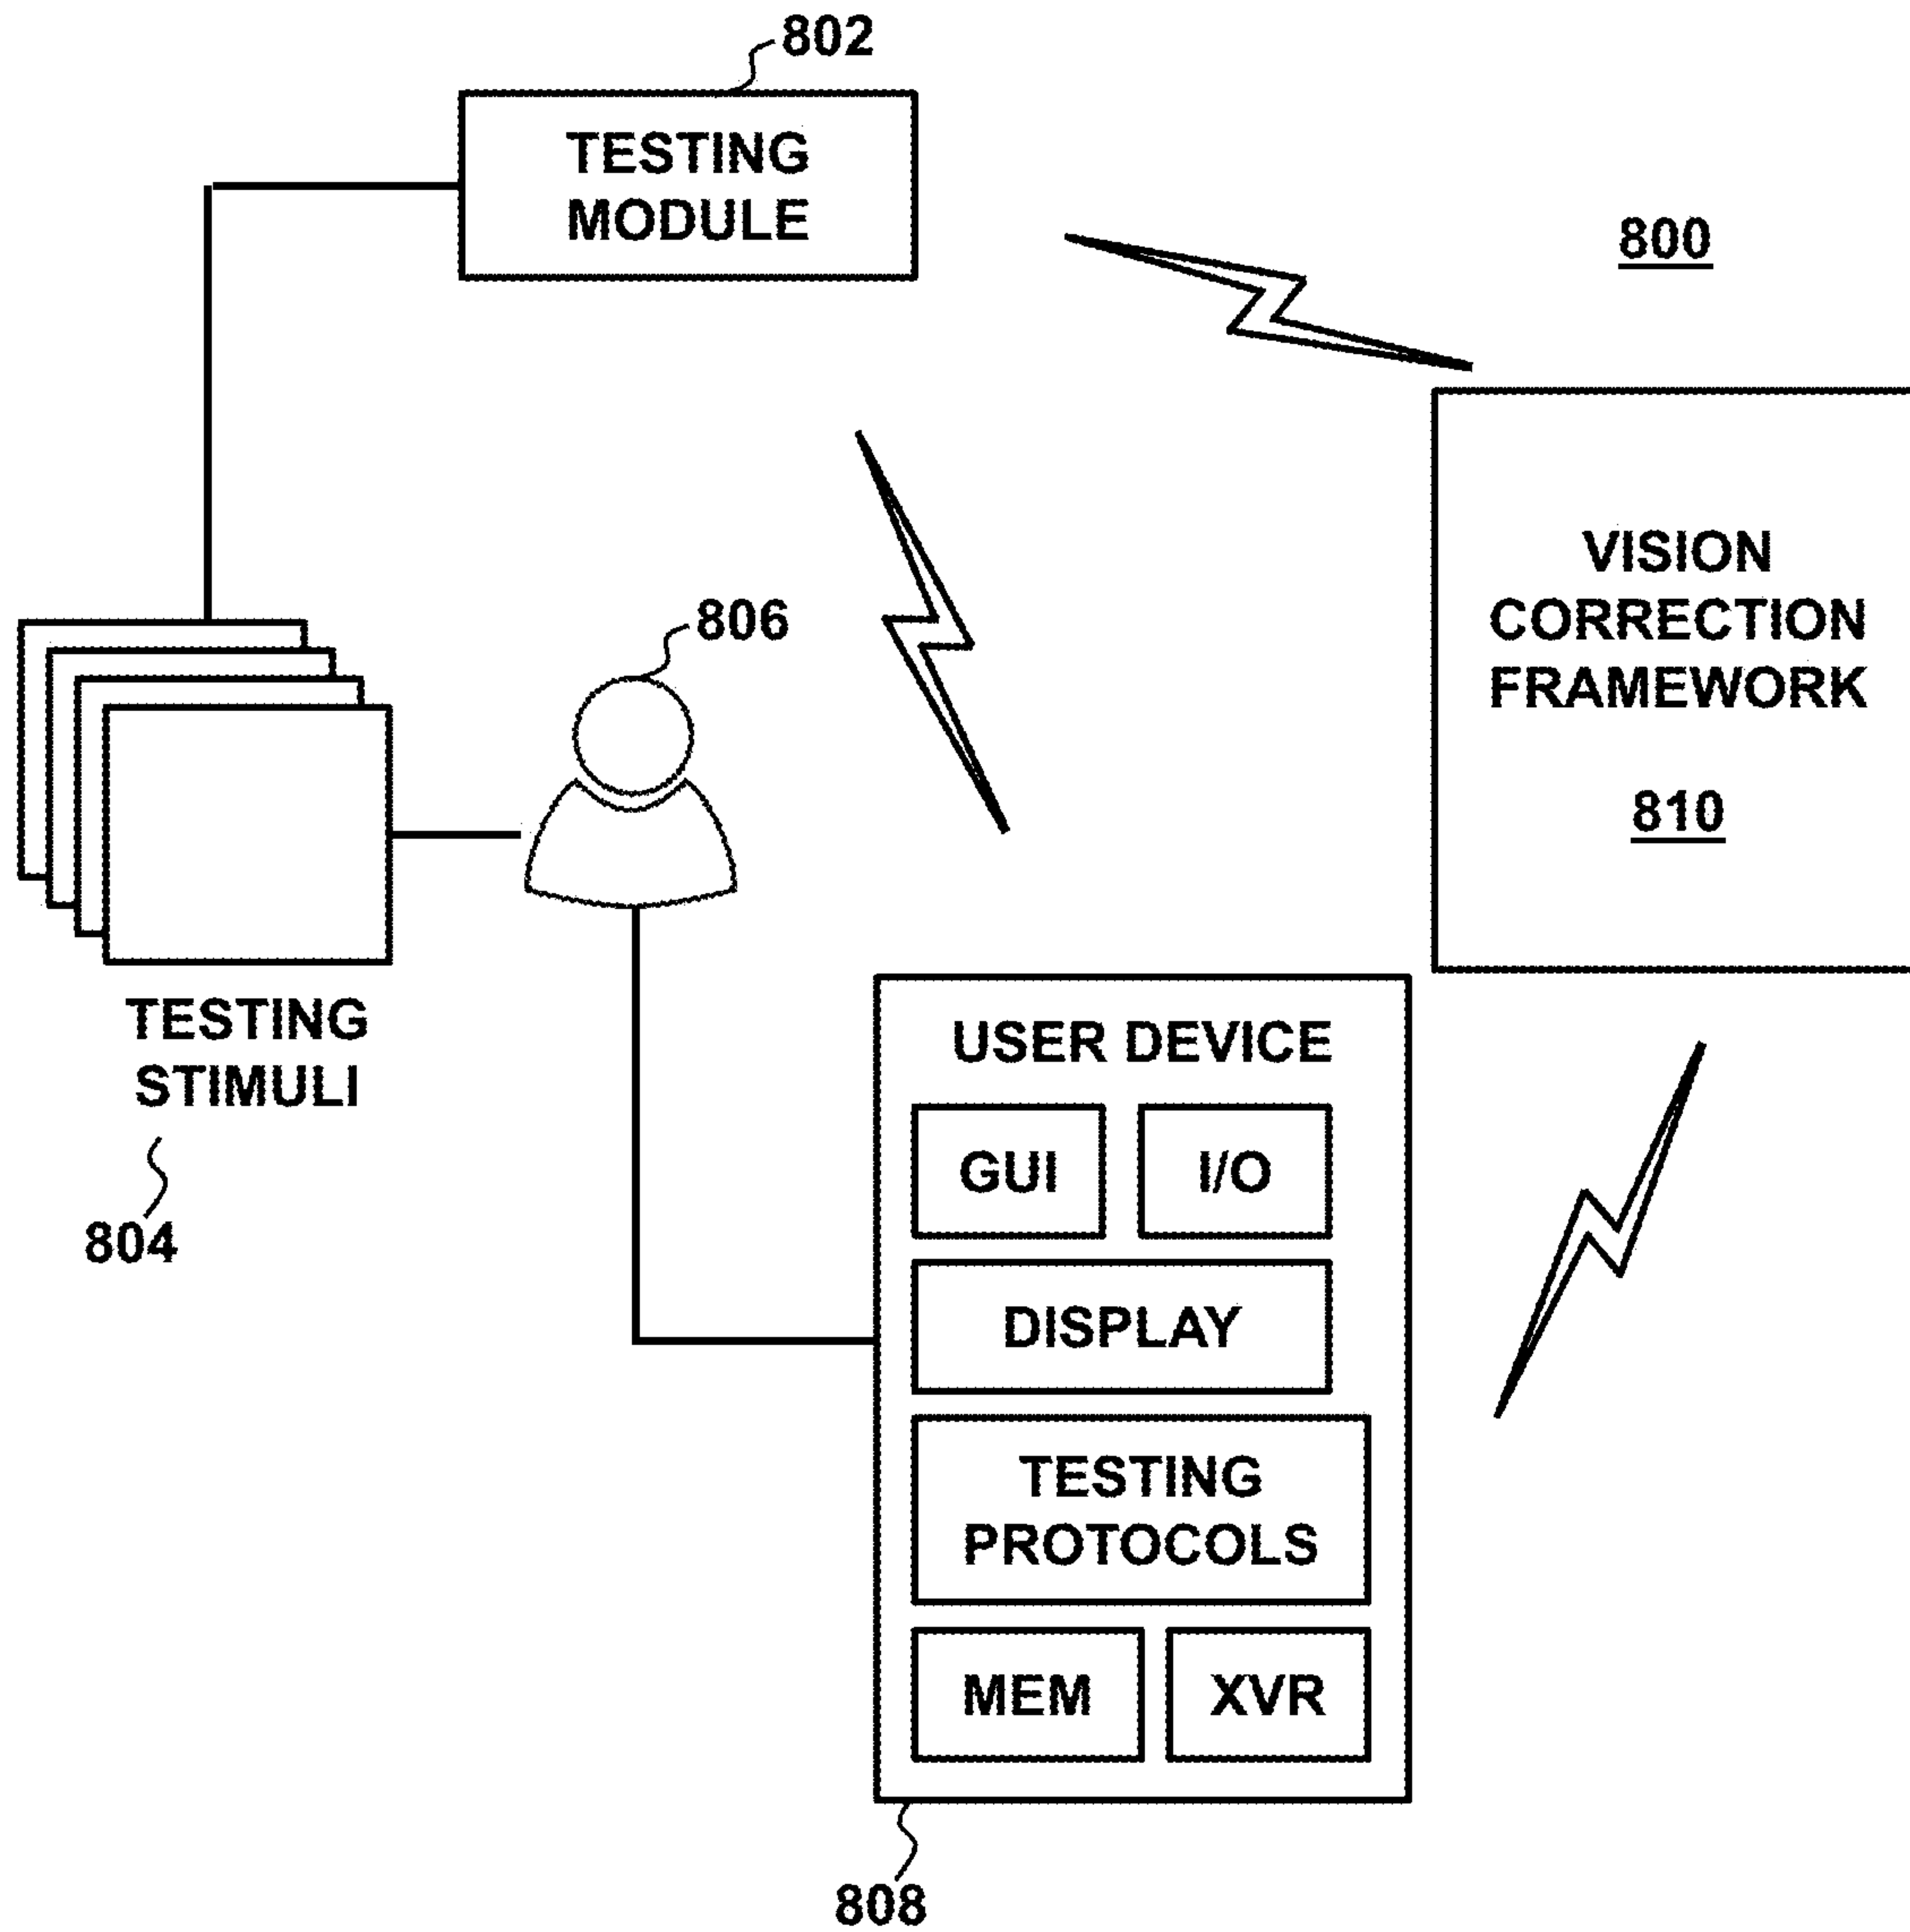 802
TESTING
MODULE
800
806
VISION
CORRECTION
FRAMEWORK
810
TESTING
STIMULI
804
USER DEVICE
GUI
I/O
DISPLAY
TESTING
PROTOCOLS
MEM
XVR
808